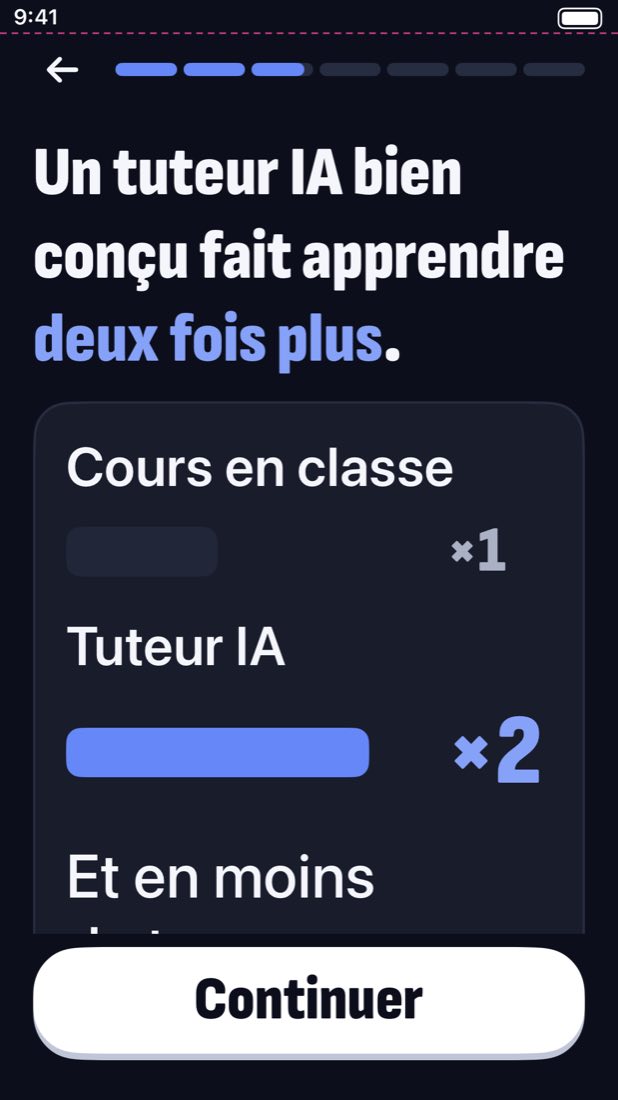 9:41
Un tuteur IA bien
conçu fait apprendre
deux fois plus.
Cours en classe
×1
Tuteur IA
×2
Et en moins
Continuer